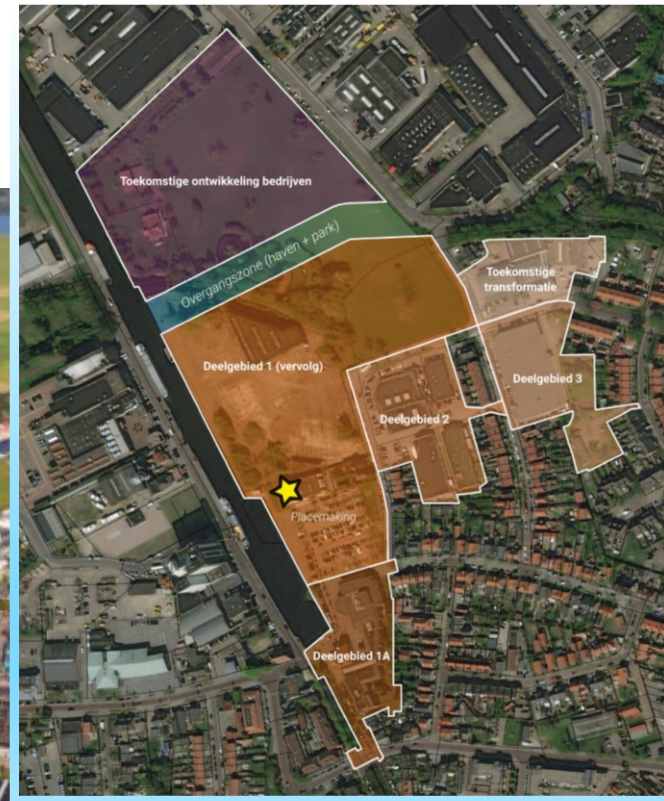 Toekomstige ontwikkeling bedrijven
Overgangszone (haven + park)
Toekomstige
transformatie
Deelgebied 1 (vervolg)
Deelgebied 3
Deelgebied 2
Placemaking
Deelgebied 1A